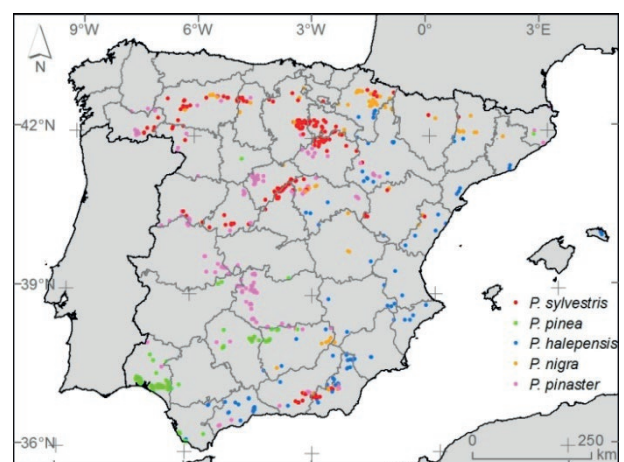 9°W 6°W 3°W 0° 3°E
N
42°N
39°N
36°N
P. sylvestris
P. pinea
P. halepensis
P. nigra
P. pinaster
0 250
km